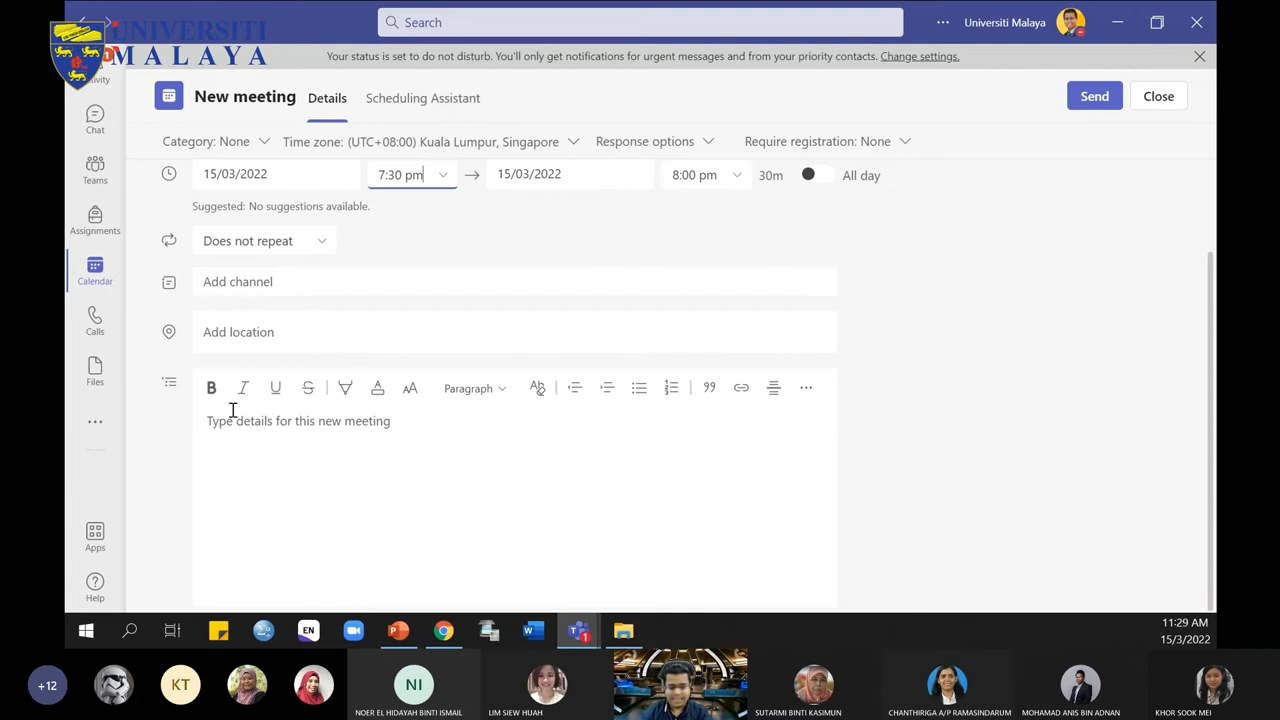 UNIVERSITI
MALAYA
Search
Universiti Malaya
Your status is set to do not disturb. You'll only get notifications for urgent messages and from your priority contacts. Change settings.
1
Chat
Teams
Assignments
Calendar
Calls
Files
Apps
Help
New meeting
Details
Scheduling Assistant
Send
Close
Category: None
Time zone: (UTC+08:00) Kuala Lumpur, Singapore
Response options
Require registration: None
15/03/2022
7:30 pm
15/03/2022
8:00 pm
30m
All day
Suggested: No suggestions available.
Does not repeat
Add channel
Add location
B I U S
Paragraph
Type details for this new meeting
EN
1
11:29 AM
15/3/2022
+12
KT
NI
NOER EL HIDAYAH BINTI ISMAIL
LIM SIEW HUAH
SUTARMI BINTI KASIMUN
CHANTHIRIGA A/P RAMASINDARUM
MOHAMAD ANIS BIN ADNAN
KHOR SOOK MEI